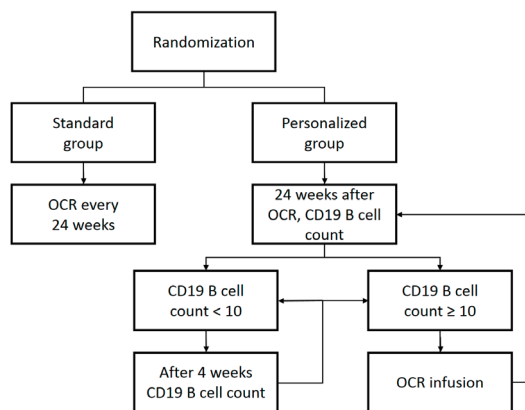 Randomization
Standard
group
Personalized
group
OCR every
24 weeks
24 weeks after
OCR, CD19 B cell
count
CD19 B cell
count < 10
CD19 B cell
count ≥ 10
After 4 weeks
CD19 B cell count
OCR infusion